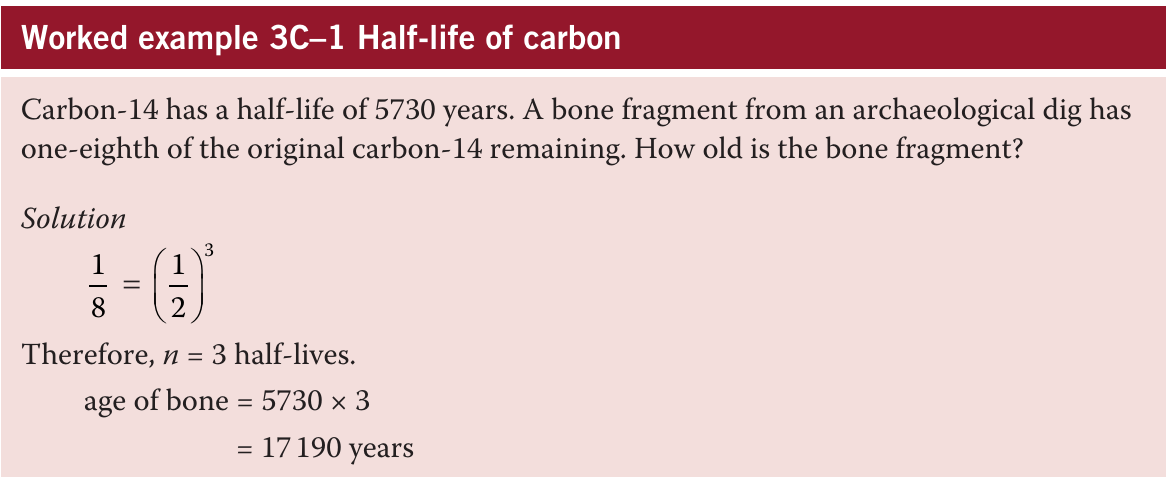 Worked example 3C–1 Half-life of carbon
Carbon-14 has a half-life of 5730 years. A bone fragment from an archaeological dig has
one-eighth of the original carbon-14 remaining. How old is the bone fragment?
Solution
1/8 = (1/2)³
Therefore, n = 3 half-lives.
age of bone = 5730 × 3
= 17 190 years